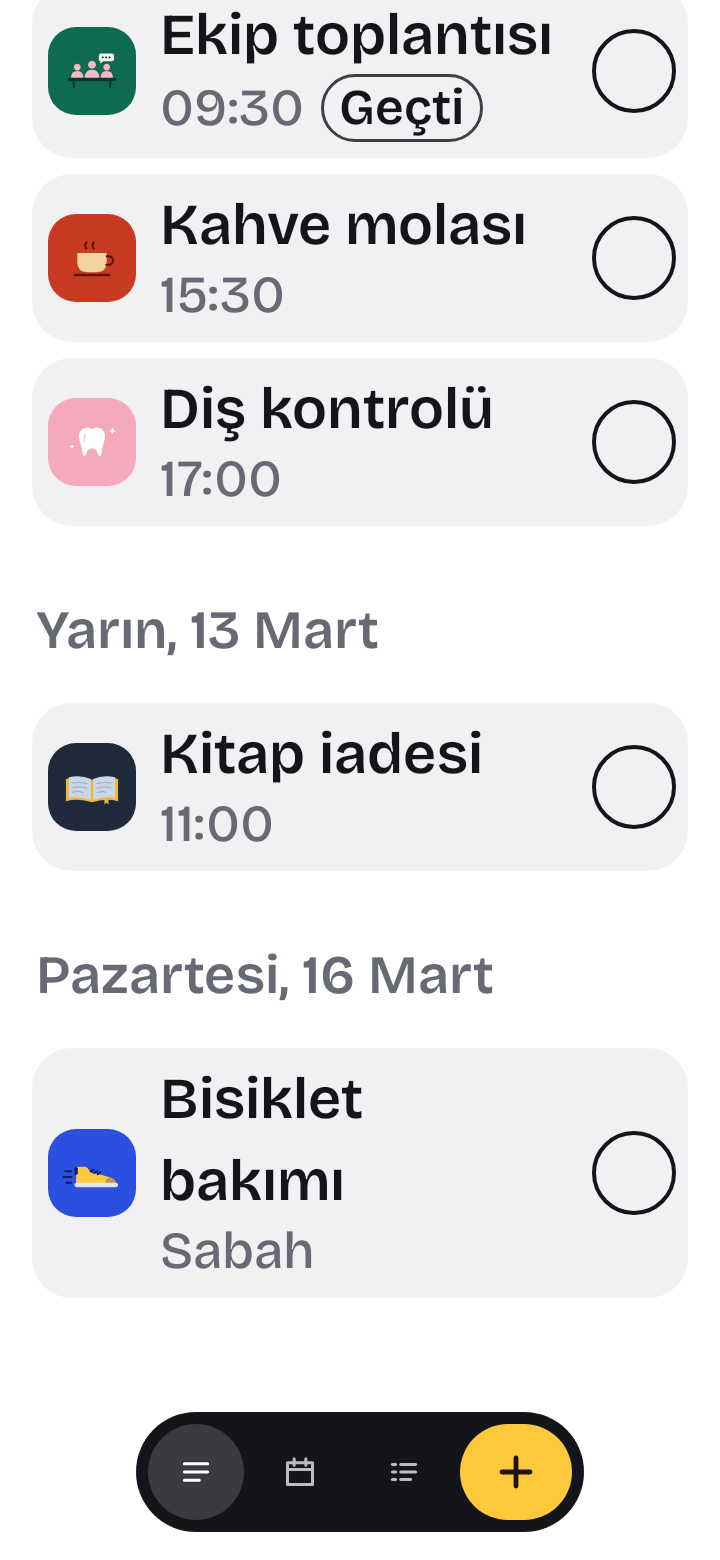 Ekip toplantısı
09:30 Geçti
Kahve molası
15:30
Diş kontrolü
17:00
Yarın, 13 Mart
Kitap iadesi
11:00
Pazartesi, 16 Mart
Bisiklet
bakımı
Sabah